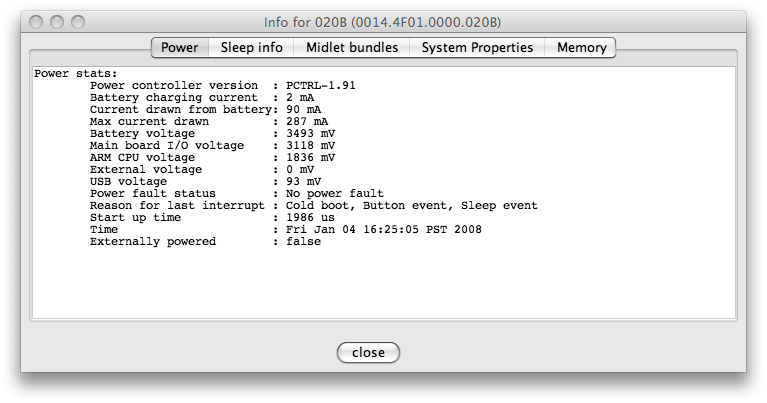 Info for 020B (0014.4F01.0000.020B)
Power Sleep info Midlet bundles System Properties Memory
Power stats:
Power controller version : PCTRL-1.91
Battery charging current : 2 mA
Current drawn from battery: 90 mA
Max current drawn : 287 mA
Battery voltage : 3493 mV
Main board I/O voltage : 3118 mV
ARM CPU voltage : 1836 mV
External voltage : 0 mV
USB voltage : 93 mV
Power fault status : No power fault
Reason for last interrupt : Cold boot, Button event, Sleep event
Start up time : 1986 us
Time : Fri Jan 04 16:25:05 PST 2008
Externally powered : false
close